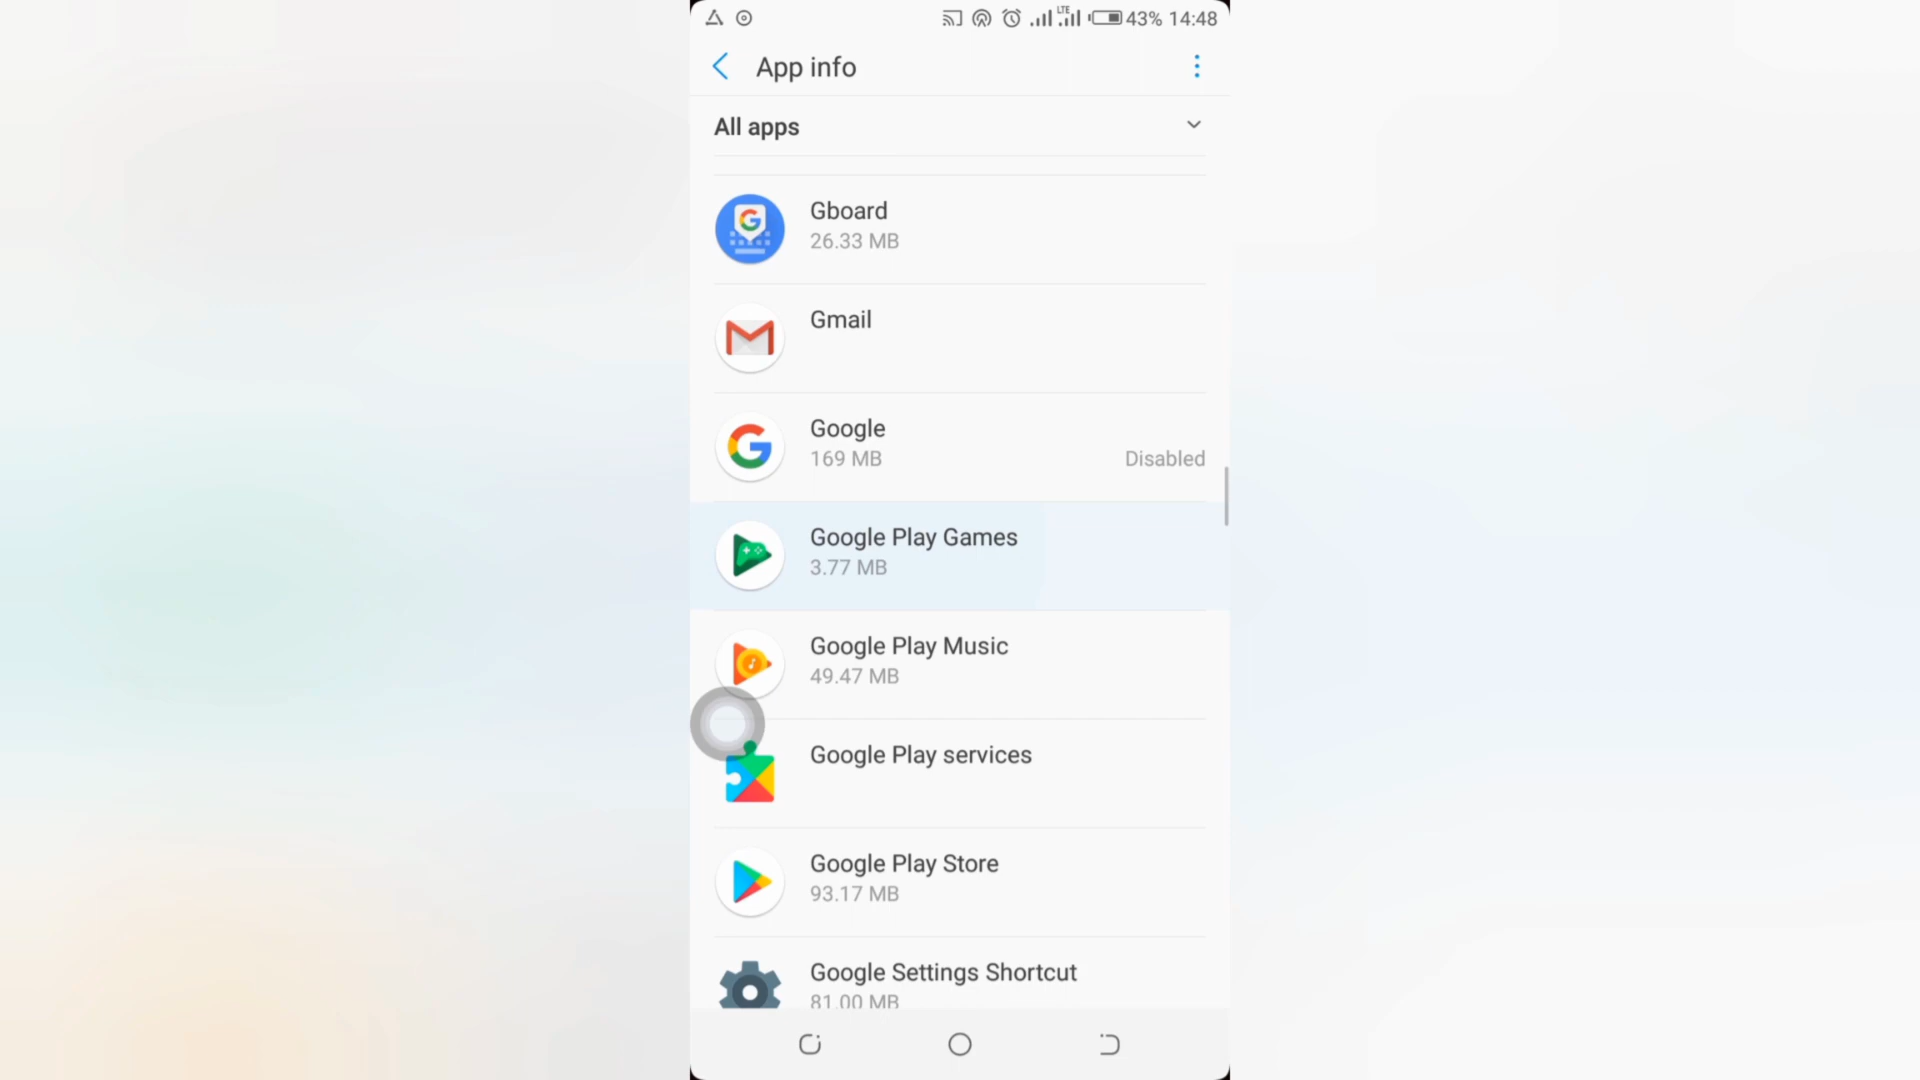 LTE 43% 14:48
App info
All apps
Gboard
26.33 MB
Gmail
Google
169 MB Disabled
Google Play Games
3.77 MB
Google Play Music
49.47 MB
Google Play services
Google Play Store
93.17 MB
Google Settings Shortcut
81.00 MB